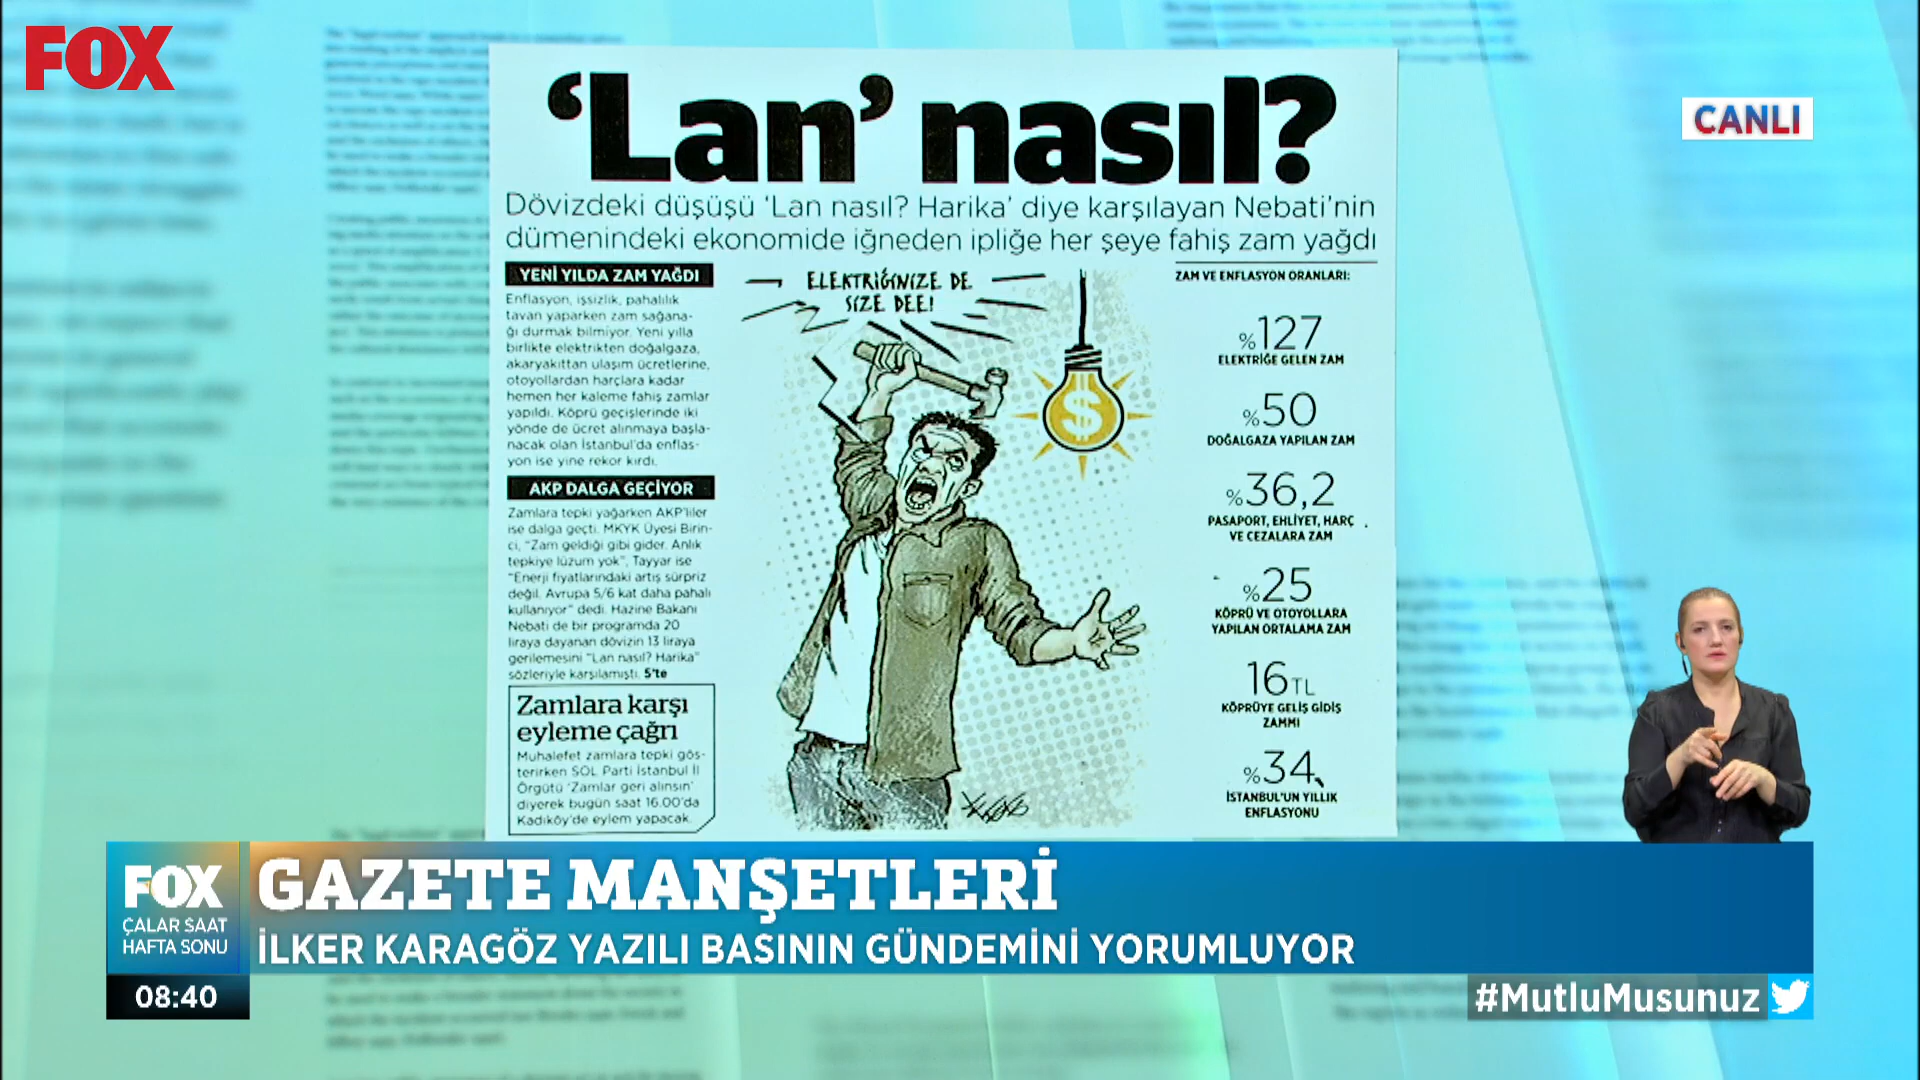 FOX
CANLI
'Lan' nasıl?
Dövizdeki düşüşü 'Lan nasıl? Harika' diye karşılayan Nebati'nin
dümenindeki ekonomide iğneden ipliğe her şeye fahiş zam yağdı
YENİ YILDA ZAM YAĞDI
Enflasyon, işsizlik, pahalılık
tavan yaparken zam sağana-
ğı durmak bilmiyor. Yeni yılla
birlikte elektrikten doğalgaza,
akaryakıttan ulaşım ücretlerine,
otoyollardan harçlara kadar
hemen her kaleme fahiş zamlar
yapıldı. Köprü geçişlerinde iki
yönde de ücret alınmaya başla-
nacak olan İstanbul'da enflas-
yon ise yine rekor kırdı.
AKP DALGA GEÇİYOR
Zamlara tepki yağarken AKP'liler
ise dalga geçti. MKYK Üyesi Birin-
ci, "Zam geldiği gibi gider. Anlık
tepkiye lüzum yok", Tayyar ise
"Enerji fiyatlarındaki artış sürpriz
değil. Avrupa 5/6 kat daha pahalı
kullanıyor" dedi. Hazine Bakanı
Nebati de bir programda 20
liraya dayanan dövizin 13 liraya
gerilemesini "Lan nasıl? Harika"
sözleriyle karşılamıştı. 5'te
Zamlara karşı
eyleme çağrı
Muhalefet zamlara tepki gös-
terirken SOL Parti İstanbul İl
Örgütü 'Zamlar geri alınsın'
diyerek bugün saat 16.00'da
Kadıköy'de eylem yapacak.
ELEKTRİĞİNİZE DE
SİZE DEE!
$
ZAM VE ENFLASYON ORANLARI:
%127
ELEKTRİĞE GELEN ZAM
%50
DOĞALGAZA YAPILAN ZAM
%36,2
PASAPORT, EHLİYET, HARÇ
VE CEZALARA ZAM
%25
KÖPRÜ VE OTOYOLLARA
YAPILAN ORTALAMA ZAM
16TL
KÖPRÜYE GELİŞ GİDİŞ
ZAMMI
%34
İSTANBUL'UN YILLIK
ENFLASYONU
FOX
ÇALAR SAAT
HAFTA SONU
GAZETE MANŞETLERİ
İLKER KARAGÖZ YAZILI BASININ GÜNDEMİNİ YORUMLUYOR
08:40
#MutluMusunuz